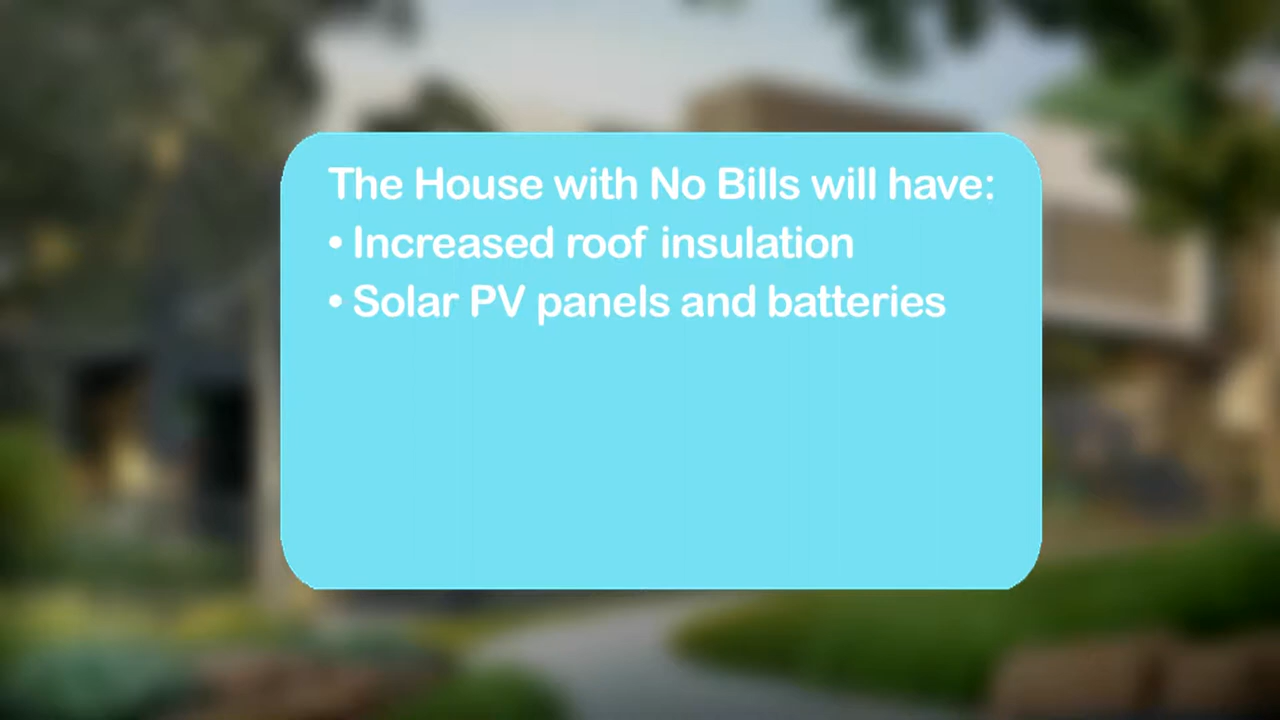 The House with No Bills will have:
• Increased roof insulation
• Solar PV panels and batteries